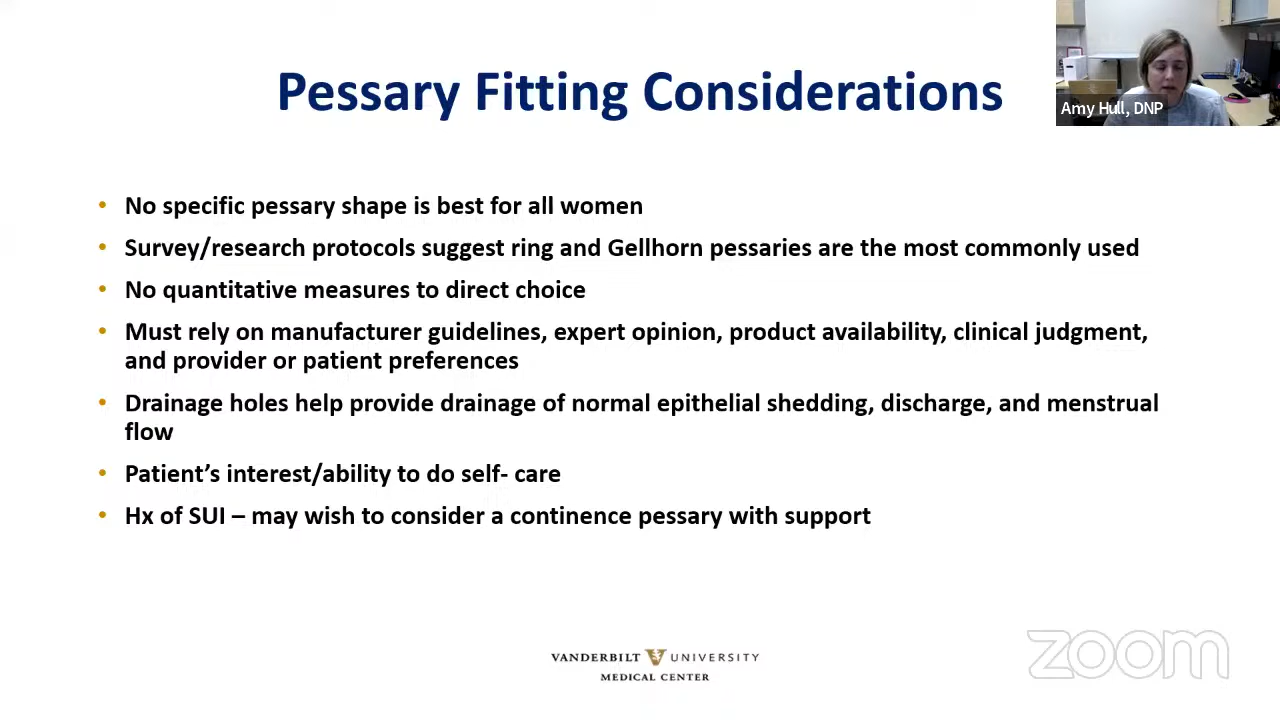 Pessary Fitting Considerations
Amy Hull, DNP
• No specific pessary shape is best for all women
• Survey/research protocols suggest ring and Gellhorn pessaries are the most commonly used
• No quantitative measures to direct choice
• Must rely on manufacturer guidelines, expert opinion, product availability, clinical judgment,
and provider or patient preferences
• Drainage holes help provide drainage of normal epithelial shedding, discharge, and menstrual
flow
• Patient’s interest/ability to do self- care
• Hx of SUI – may wish to consider a continence pessary with support
VANDERBILT UNIVERSITY
MEDICAL CENTER
zoom